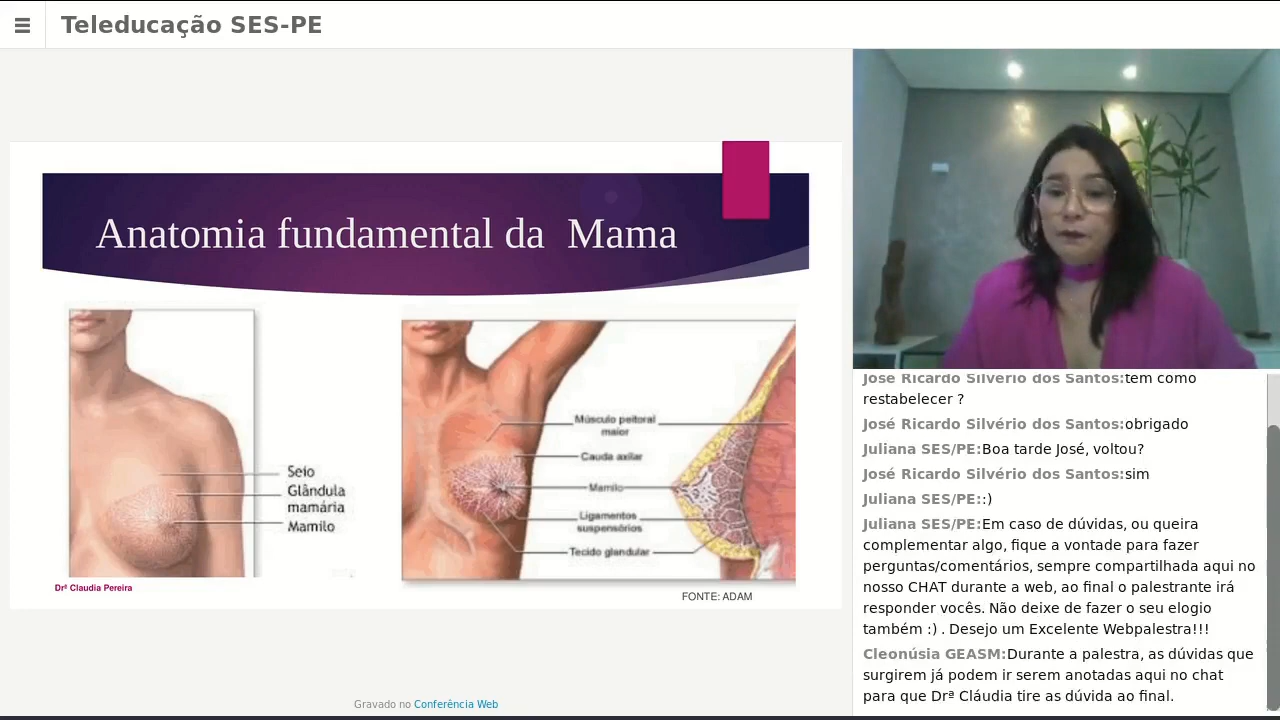 Teleducação SES-PE
Anatomia fundamental da Mama
Seio
Glândula
mamária
Mamilo
Músculo peitoral
maior
Cauda axilar
Mamilo
Ligamentos
suspensórios
Tecido glandular
Drª Claudia Pereira
FONTE: ADAM
Gravado no Conferência Web
José Ricardo Silvério dos Santos:tem como
restabelecer ?
José Ricardo Silvério dos Santos:obrigado
Juliana SES/PE:Boa tarde José, voltou?
José Ricardo Silvério dos Santos:sim
Juliana SES/PE::)
Juliana SES/PE:Em caso de dúvidas, ou queira
complementar algo, fique a vontade para fazer
perguntas/comentários, sempre compartilhada aqui no
nosso CHAT durante a web, ao final o palestrante irá
responder vocês. Não deixe de fazer o seu elogio
também :) . Desejo um Excelente Webpalestra!!!
Cleonúsia GEASM:Durante a palestra, as dúvidas que
surgirem já podem ir serem anotadas aqui no chat
para que Drª Cláudia tire as dúvida ao final.